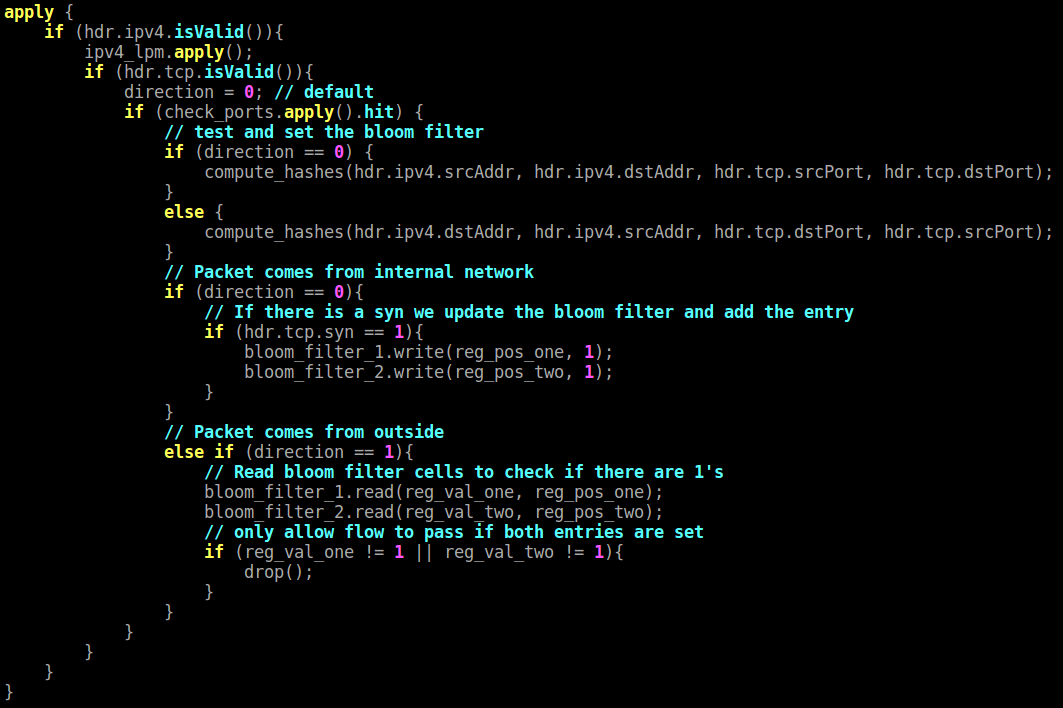 apply {
    if (hdr.ipv4.isValid()){
        ipv4_lpm.apply();
        if (hdr.tcp.isValid()){
            direction = 0; // default
            if (check_ports.apply().hit) {
                // test and set the bloom filter
                if (direction == 0) {
                    compute_hashes(hdr.ipv4.srcAddr, hdr.ipv4.dstAddr, hdr.tcp.srcPort, hdr.tcp.dstPort);
                }
                else {
                    compute_hashes(hdr.ipv4.dstAddr, hdr.ipv4.srcAddr, hdr.tcp.dstPort, hdr.tcp.srcPort);
                }
                // Packet comes from internal network
                if (direction == 0){
                    // If there is a syn we update the bloom filter and add the entry
                    if (hdr.tcp.syn == 1){
                        bloom_filter_1.write(reg_pos_one, 1);
                        bloom_filter_2.write(reg_pos_two, 1);
                    }
                }
                // Packet comes from outside
                else if (direction == 1){
                    // Read bloom filter cells to check if there are 1's
                    bloom_filter_1.read(reg_val_one, reg_pos_one);
                    bloom_filter_2.read(reg_val_two, reg_pos_two);
                    // only allow flow to pass if both entries are set
                    if (reg_val_one != 1 || reg_val_two != 1){
                        drop();
                    }
                }
            }
        }
    }
}